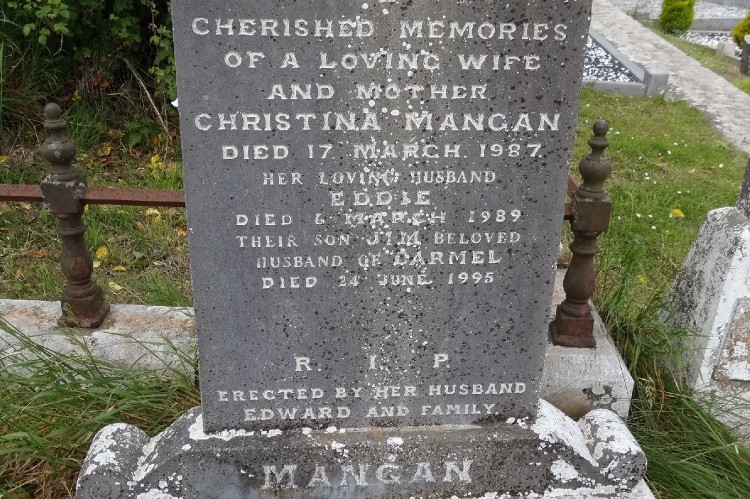 CHERISHED MEMORIES
OF A LOVING WIFE
AND MOTHER
CHRISTINA MANGAN
DIED 17 MARCH 1987
HER LOVING HUSBAND
EDDIE
DIED 6 MARCH 1989
THEIR SON JIM BELOVED
HUSBAND OF DARMEL
DIED 24 JUNE 1995
R. I. P.
ERECTED BY HER HUSBAND
EDWARD AND FAMILY
MANGAN